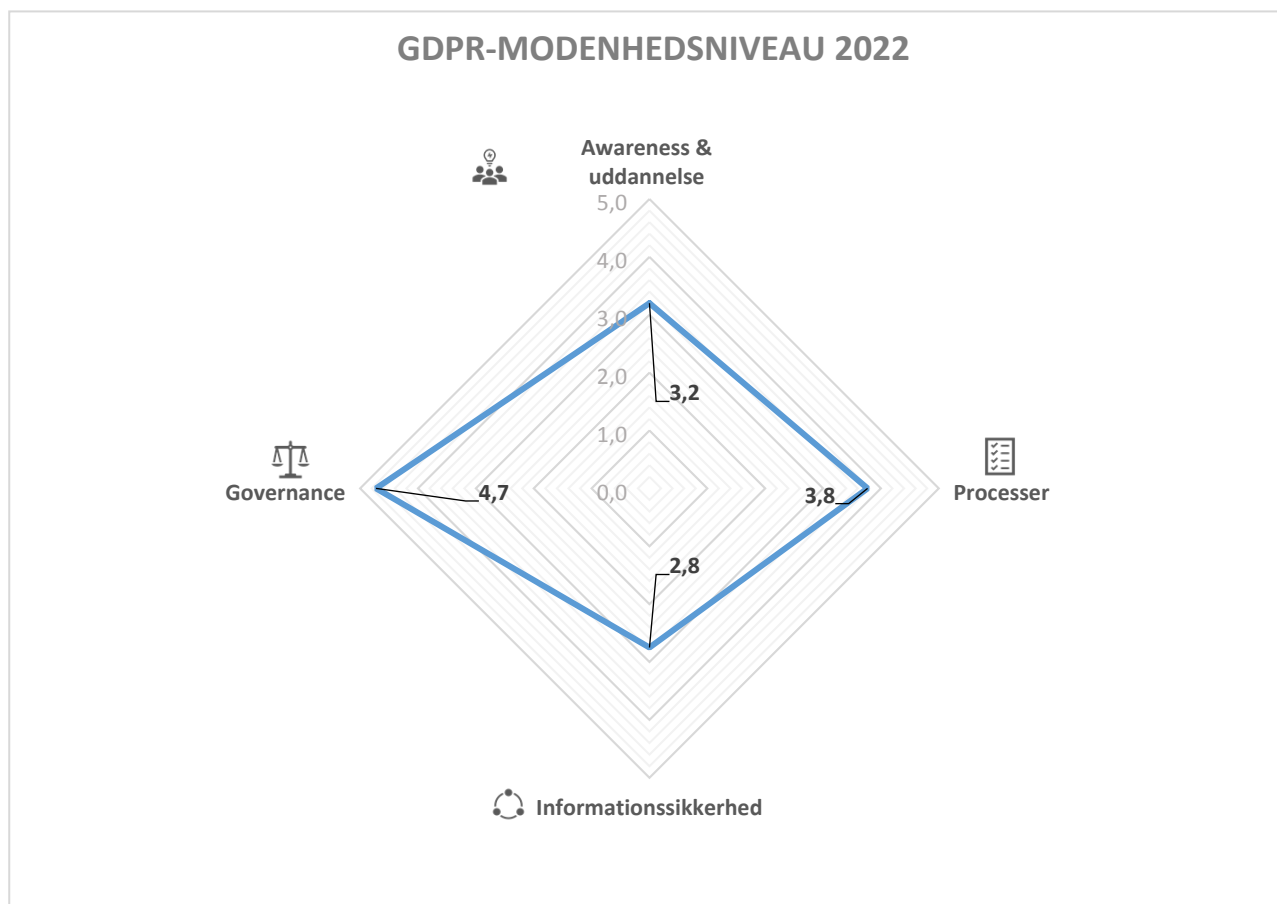 GDPR-MODENHEDSNIVEAU 2022
Awareness &
uddannelse
5,0
4,0
3,0
3,2
2,0
1,0
Governance
4,7
0,0
3,8
Processer
2,8
Informationssikkerhed